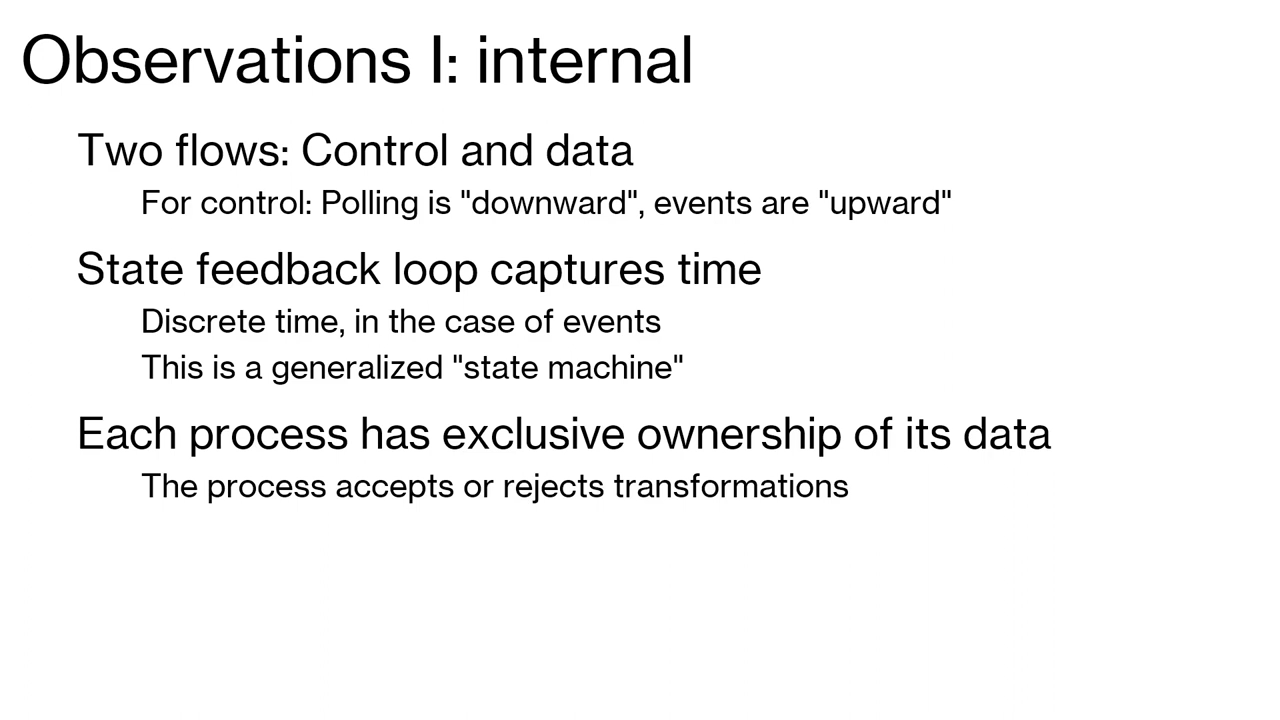 Observations I: internal
Two flows: Control and data
For control: Polling is "downward", events are "upward"
State feedback loop captures time
Discrete time, in the case of events
This is a generalized "state machine"
Each process has exclusive ownership of its data
The process accepts or rejects transformations